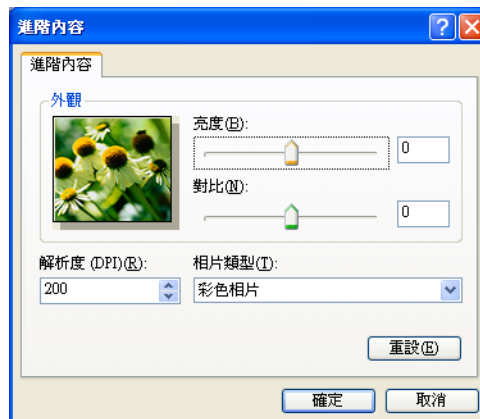 進階內容
進階內容
外觀
亮度(B):
0
對比(N):
0
解析度 (DPI)(R):
相片類型(T):
200
彩色相片
重設(E)
確定
取消